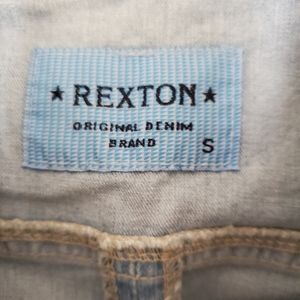 ★ REXTON ★
ORIGINAL DENIM
BRAND
S